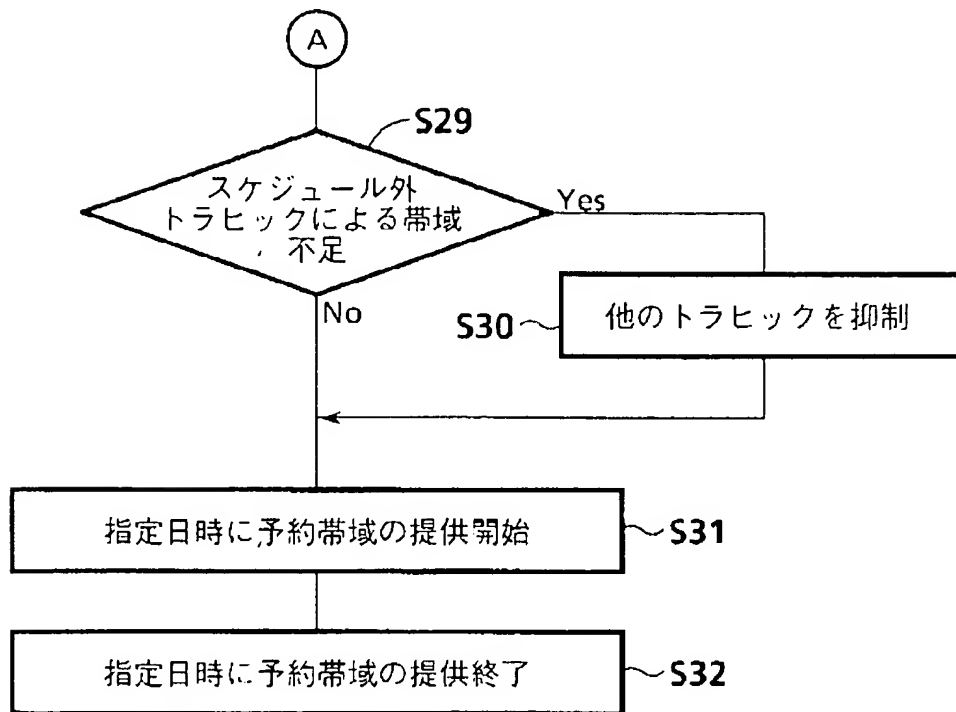 A
S29
スケジュール外
トラヒックによる帯域
不足
Yes
No
S30
他のトラヒックを抑制
指定日時に予約帯域の提供開始
S31
指定日時に予約帯域の提供終了
S32